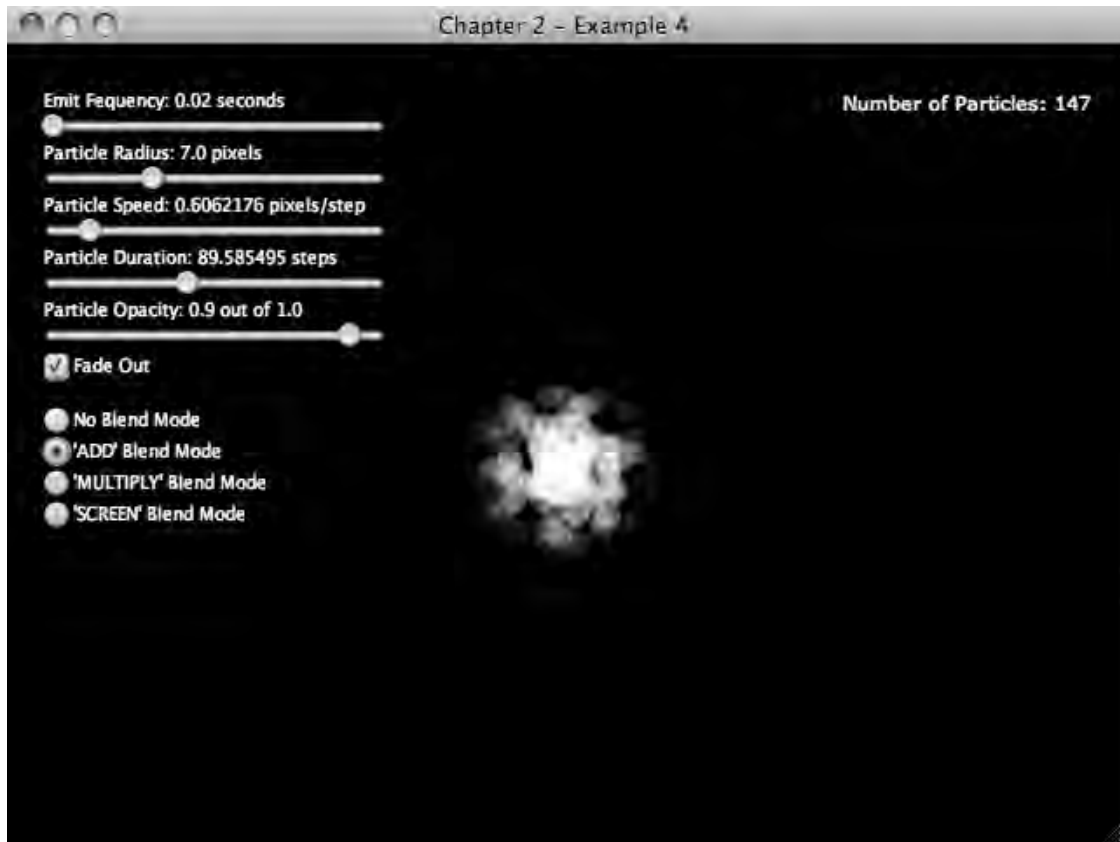 Chapter 2 - Example 4
Emit Fequency: 0.02 seconds
Number of Particles: 147
Particle Radius: 7.0 pixels
Particle Speed: 0.6062176 pixels/step
Particle Duration: 89.585495 steps
Particle Opacity: 0.9 out of 1.0
Fade Out
No Blend Mode
'ADD' Blend Mode
'MULTIPLY' Blend Mode
'SCREEN' Blend Mode